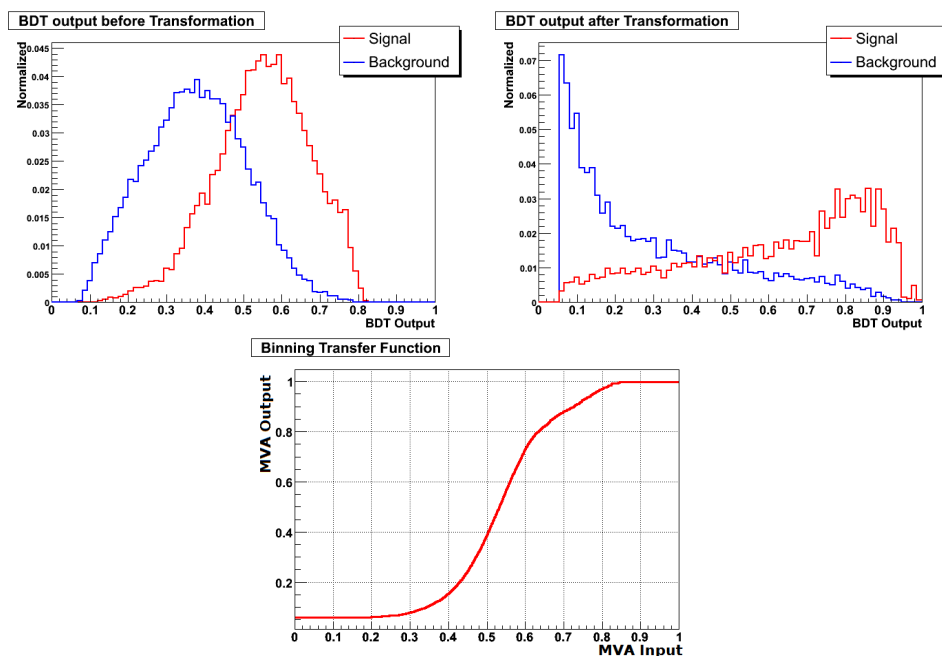 BDT output before Transformation
Signal
Background
Normalized
0.045
0.04
0.035
0.03
0.025
0.02
0.015
0.01
0.005
0
0 0.1 0.2 0.3 0.4 0.5 0.6 0.7 0.8 0.9 1
BDT Output
BDT output after Transformation
Signal
Background
Normalized
0.07
0.06
0.05
0.04
0.03
0.02
0.01
0
0 0.1 0.2 0.3 0.4 0.5 0.6 0.7 0.8 0.9 1
BDT Output
Binning Transfer Function
MVA Output
1
0.8
0.6
0.4
0.2
0 0.1 0.2 0.3 0.4 0.5 0.6 0.7 0.8 0.9 1
MVA Input